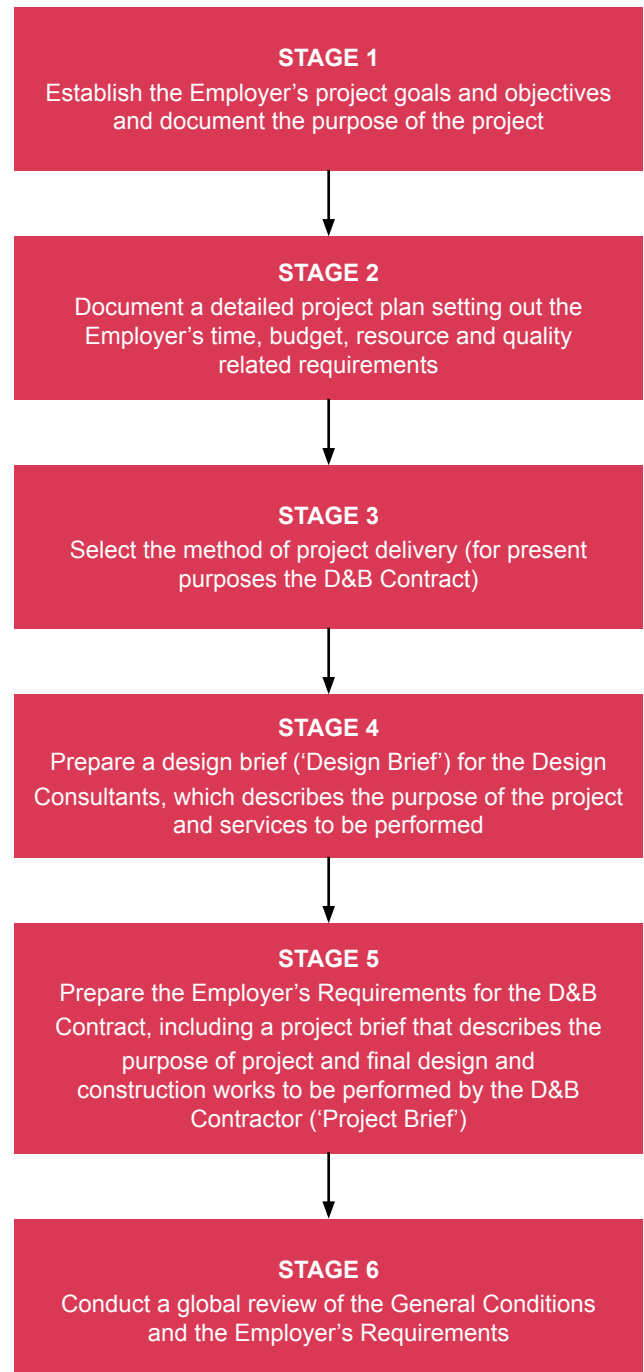 STAGE 1
Establish the Employer’s project goals and objectives
and document the purpose of the project
STAGE 2
Document a detailed project plan setting out the
Employer’s time, budget, resource and quality
related requirements
STAGE 3
Select the method of project delivery (for present
purposes the D&B Contract)
STAGE 4
Prepare a design brief (‘Design Brief’) for the Design
Consultants, which describes the purpose of the project
and services to be performed
STAGE 5
Prepare the Employer’s Requirements for the D&B
Contract, including a project brief that describes the
purpose of project and final design and
construction works to be performed by the D&B
Contractor (‘Project Brief’)
STAGE 6
Conduct a global review of the General Conditions
and the Employer’s Requirements